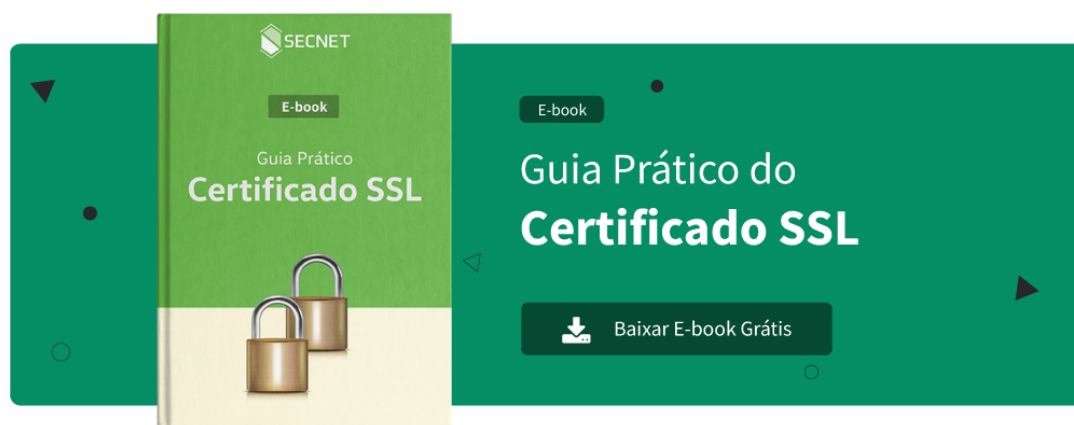 SECNET
E-book
Guia Prático
Certificado SSL
E-book
Guia Prático do
Certificado SSL
Baixar E-book Grátis